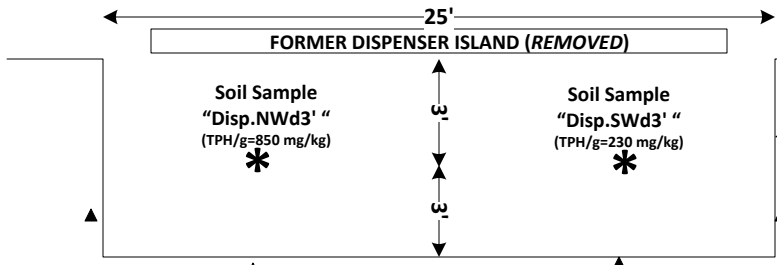 25'
FORMER DISPENSER ISLAND (REMOVED)
Soil Sample
“Disp.NWd3' “
(TPH/g=850 mg/kg)
*
3'
Soil Sample
“Disp.SWd3' “
(TPH/g=230 mg/kg)
*
3'